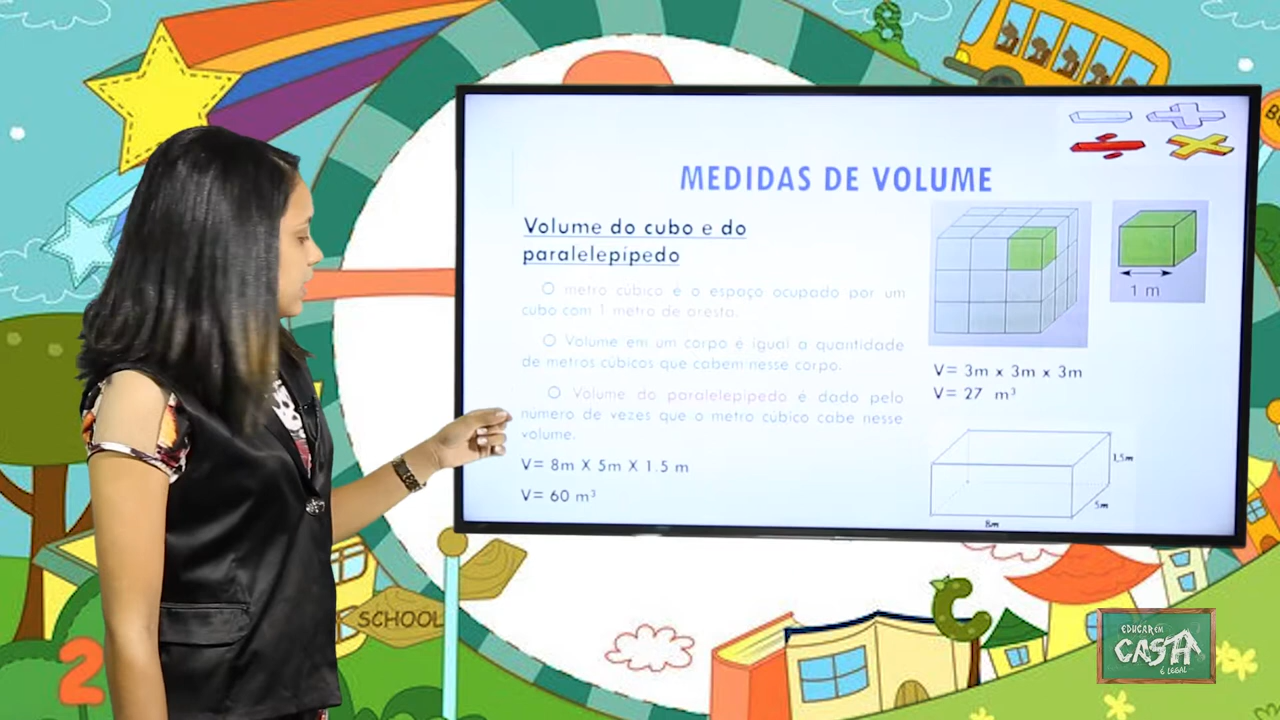 MEDIDAS DE VOLUME
Volume do cubo e do
paralelepípedo
O metro cúbico é o espaço ocupado por um
cubo com 1 metro de aresta.
O Volume em um corpo é igual a quantidade
de metros cúbicos que cabem nesse corpo.
O Volume do paralelepípedo é dado pelo
número de vezes que o metro cúbico cabe nesse
volume.
V= 8m X 5m X 1.5 m
V= 60 m³
1 m
V= 3m x 3m x 3m
V= 27 m³
1,5m
5m
8m
SCHOOL
2
EDUCAR EM
CASA
É LEGAL